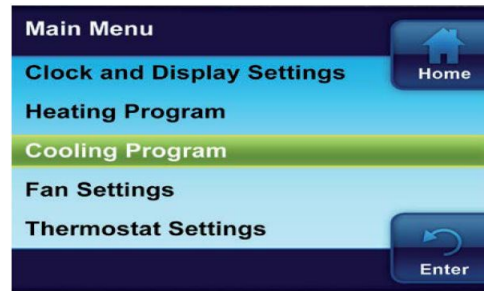 Main Menu
Home
Clock and Display Settings
Heating Program
Cooling Program
Fan Settings
Thermostat Settings
Enter